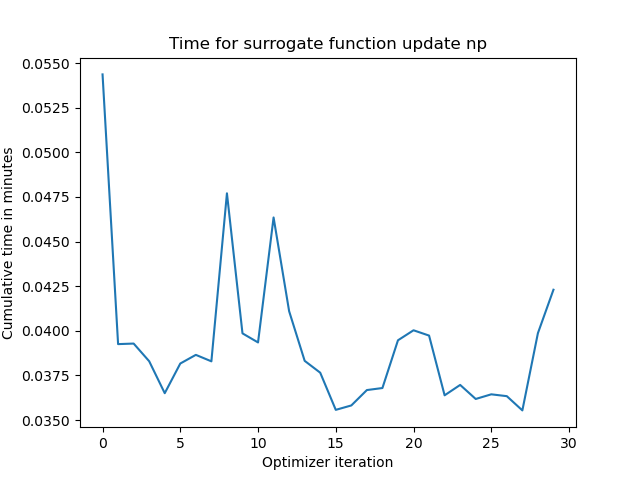 Time for surrogate function update np
Cumulative time in minutes
0.0550
0.0525
0.0500
0.0475
0.0450
0.0425
0.0400
0.0375
0.0350
0 5 10 15 20 25 30
Optimizer iteration